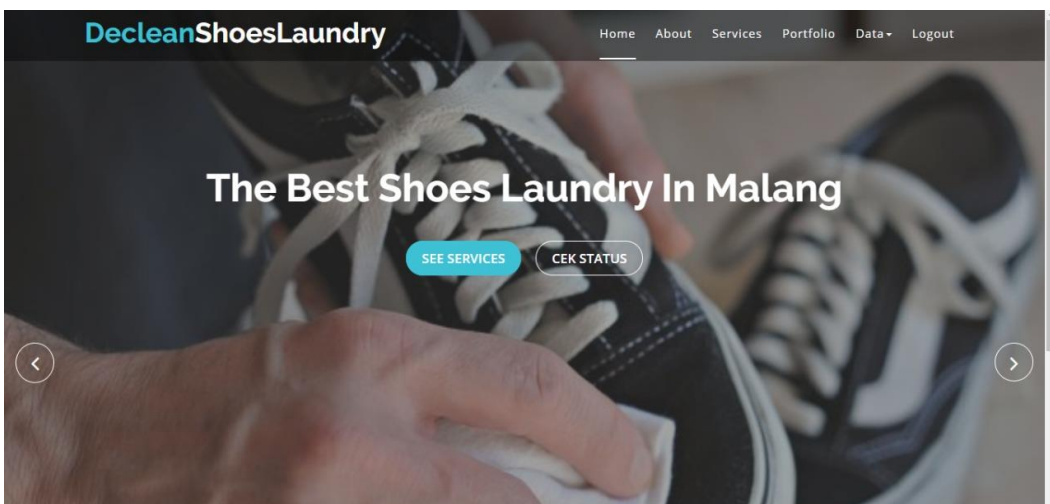 DecleanShoesLaundry
Home About Services Portfolio Data Logout
The Best Shoes Laundry In Malang
SEE SERVICES CEK STATUS